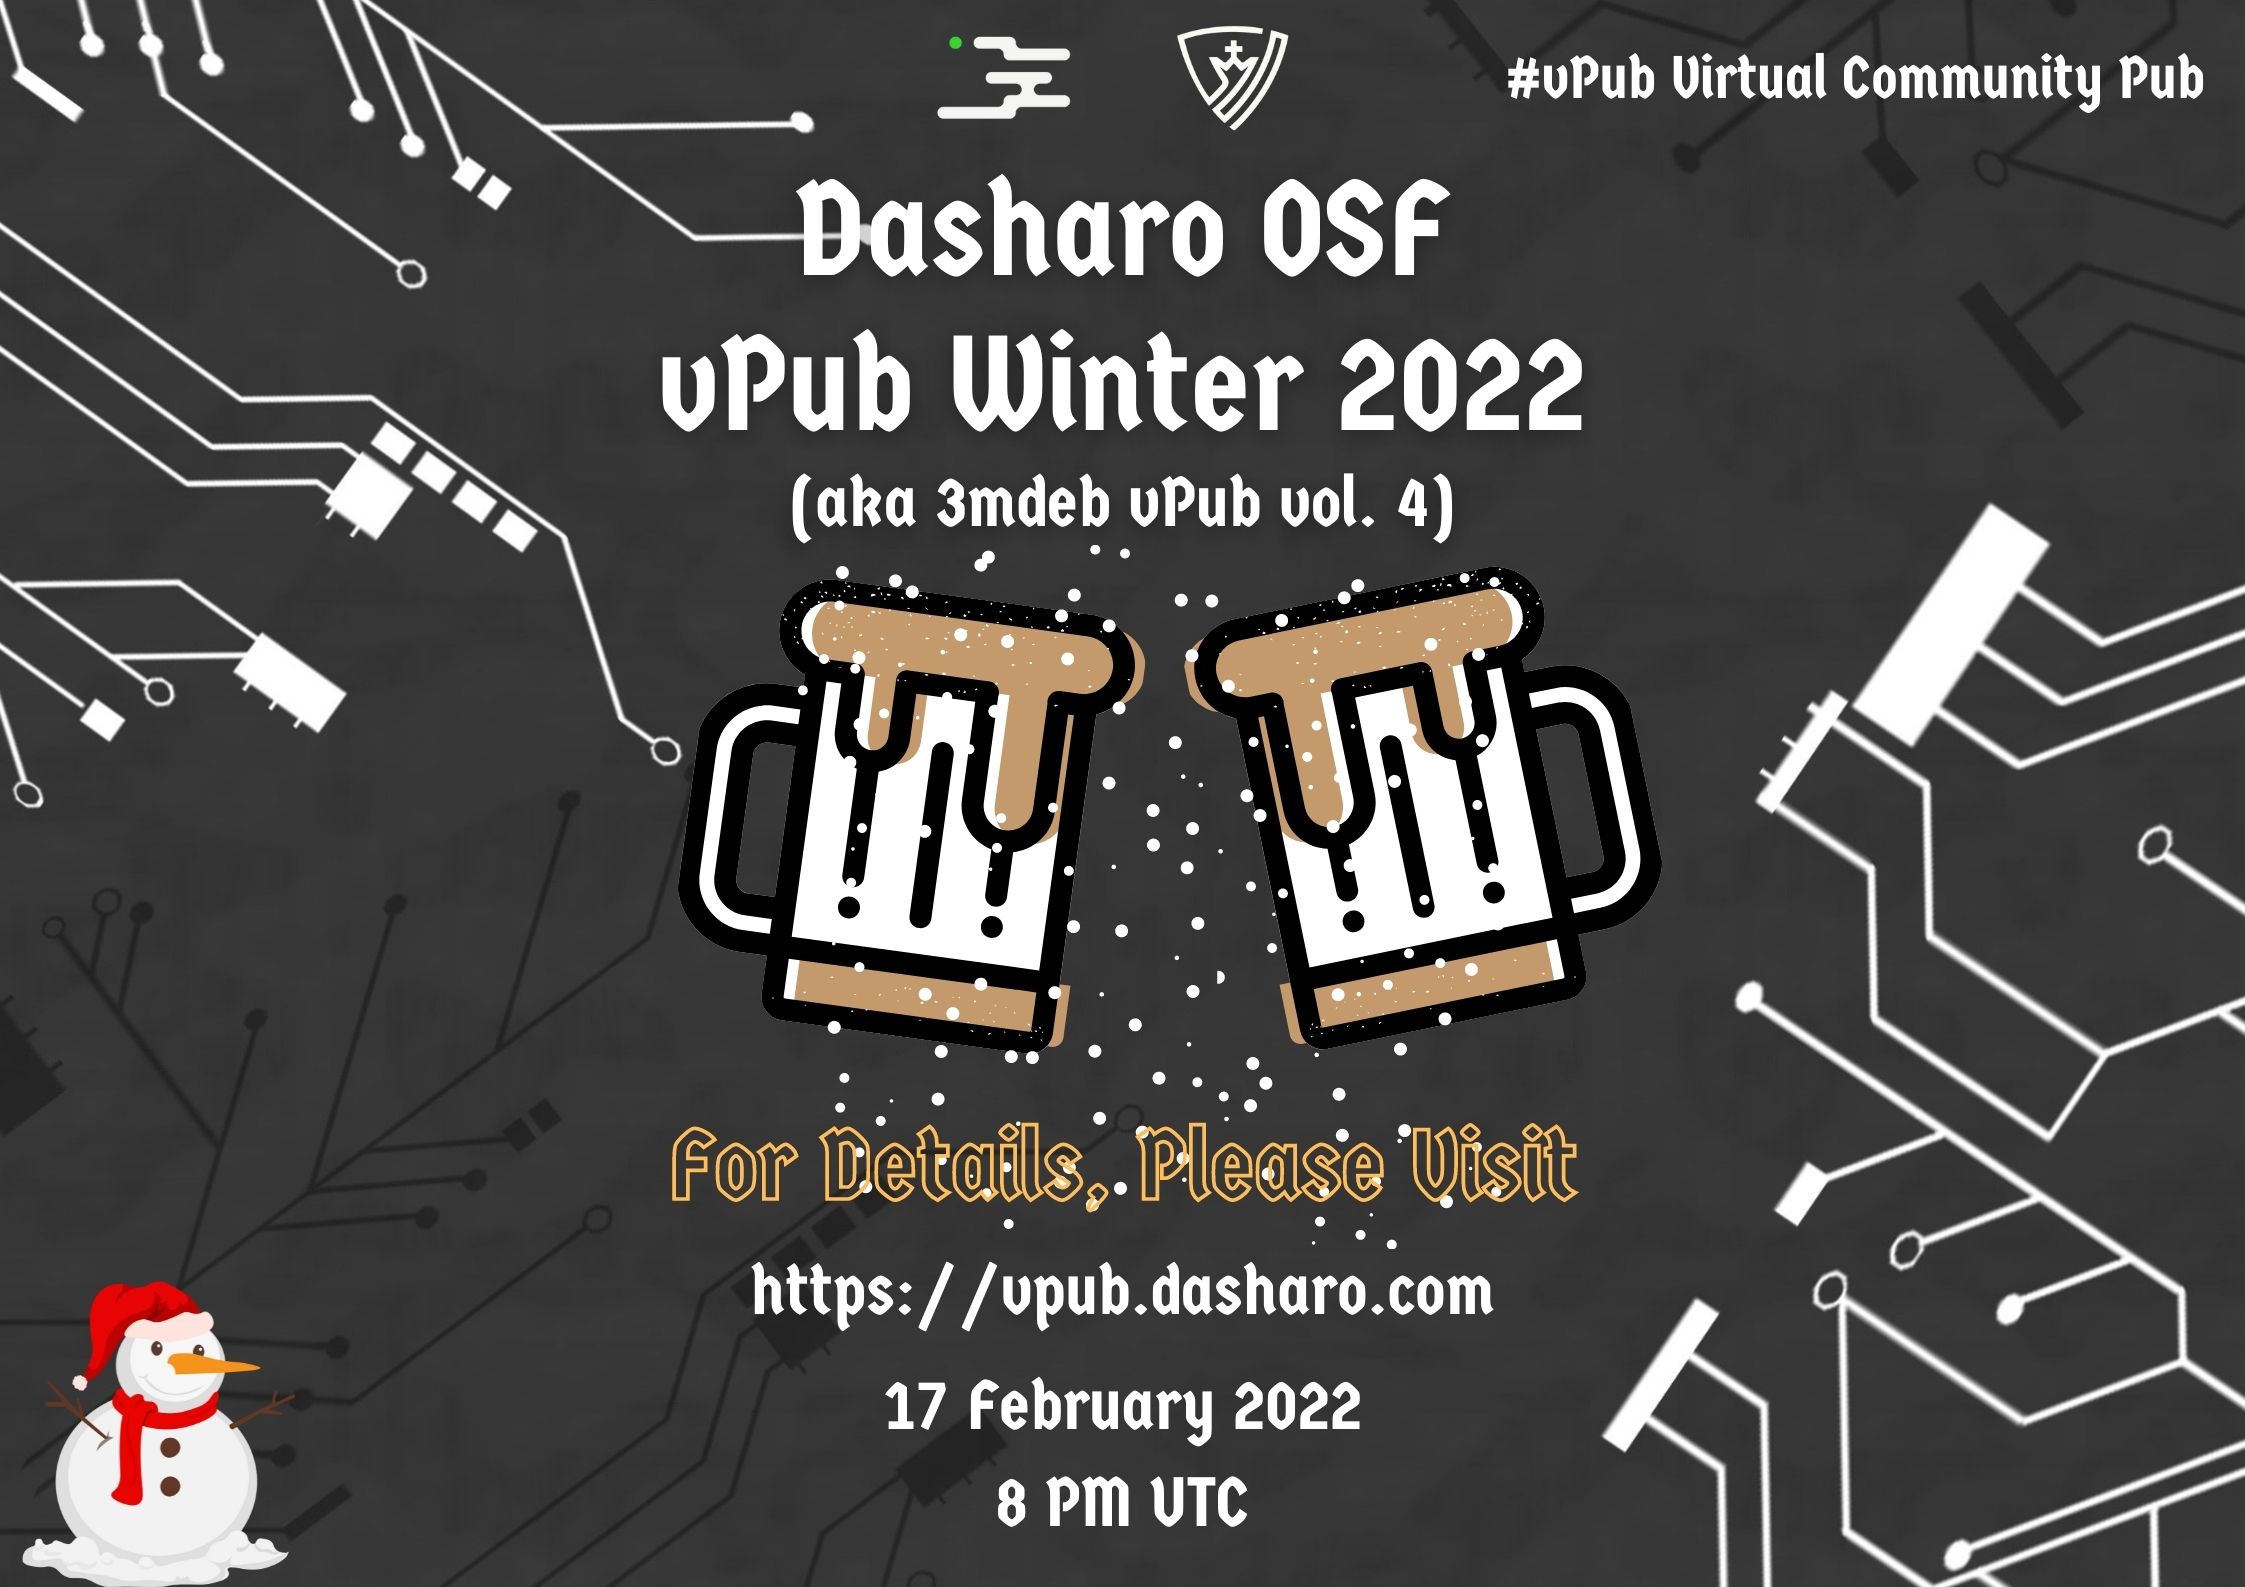 #vPub Virtual Community Pub
Dasharo OSF
vPub Winter 2022
(aka 3mdeb vPub vol. 4)
For Details, Please Visit
https://vpub.dasharo.com
17 February 2022
8 PM UTC